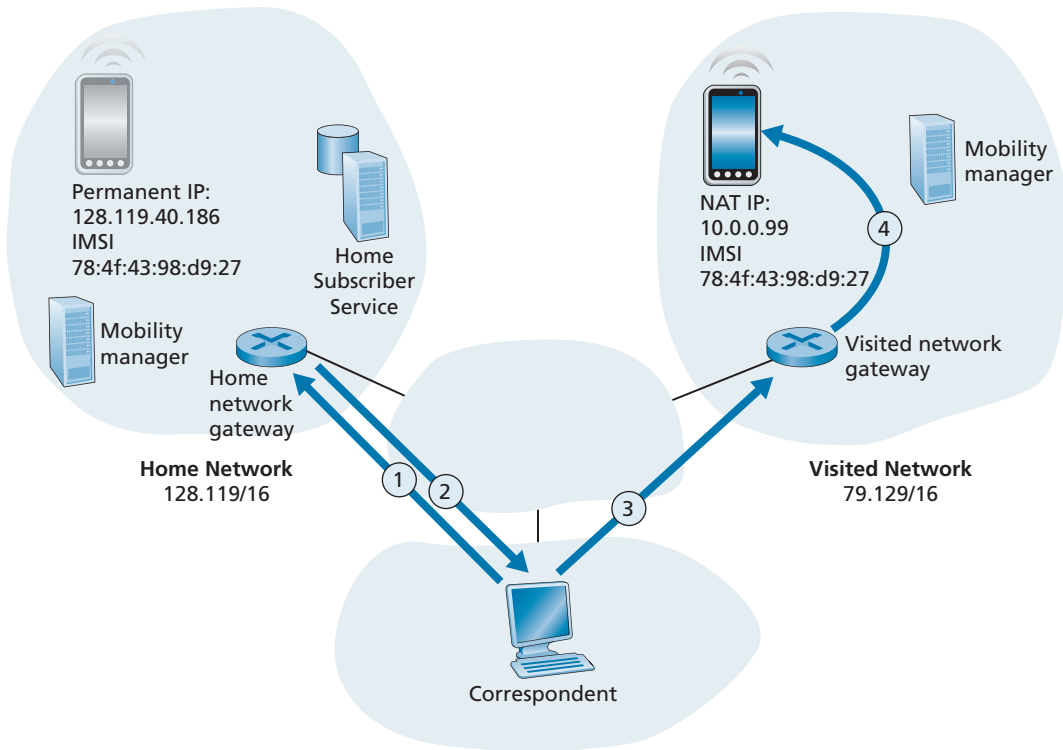 Permanent IP:
128.119.40.186
IMSI
78:4f:43:98:d9:27
Home
Subscriber
Service
Mobility
manager
Home
network
gateway
Home Network
128.119/16
NAT IP:
10.0.0.99
IMSI
78:4f:43:98:d9:27
Mobility
manager
4
Visited network
gateway
Visited Network
79.129/16
1
2
3
Correspondent